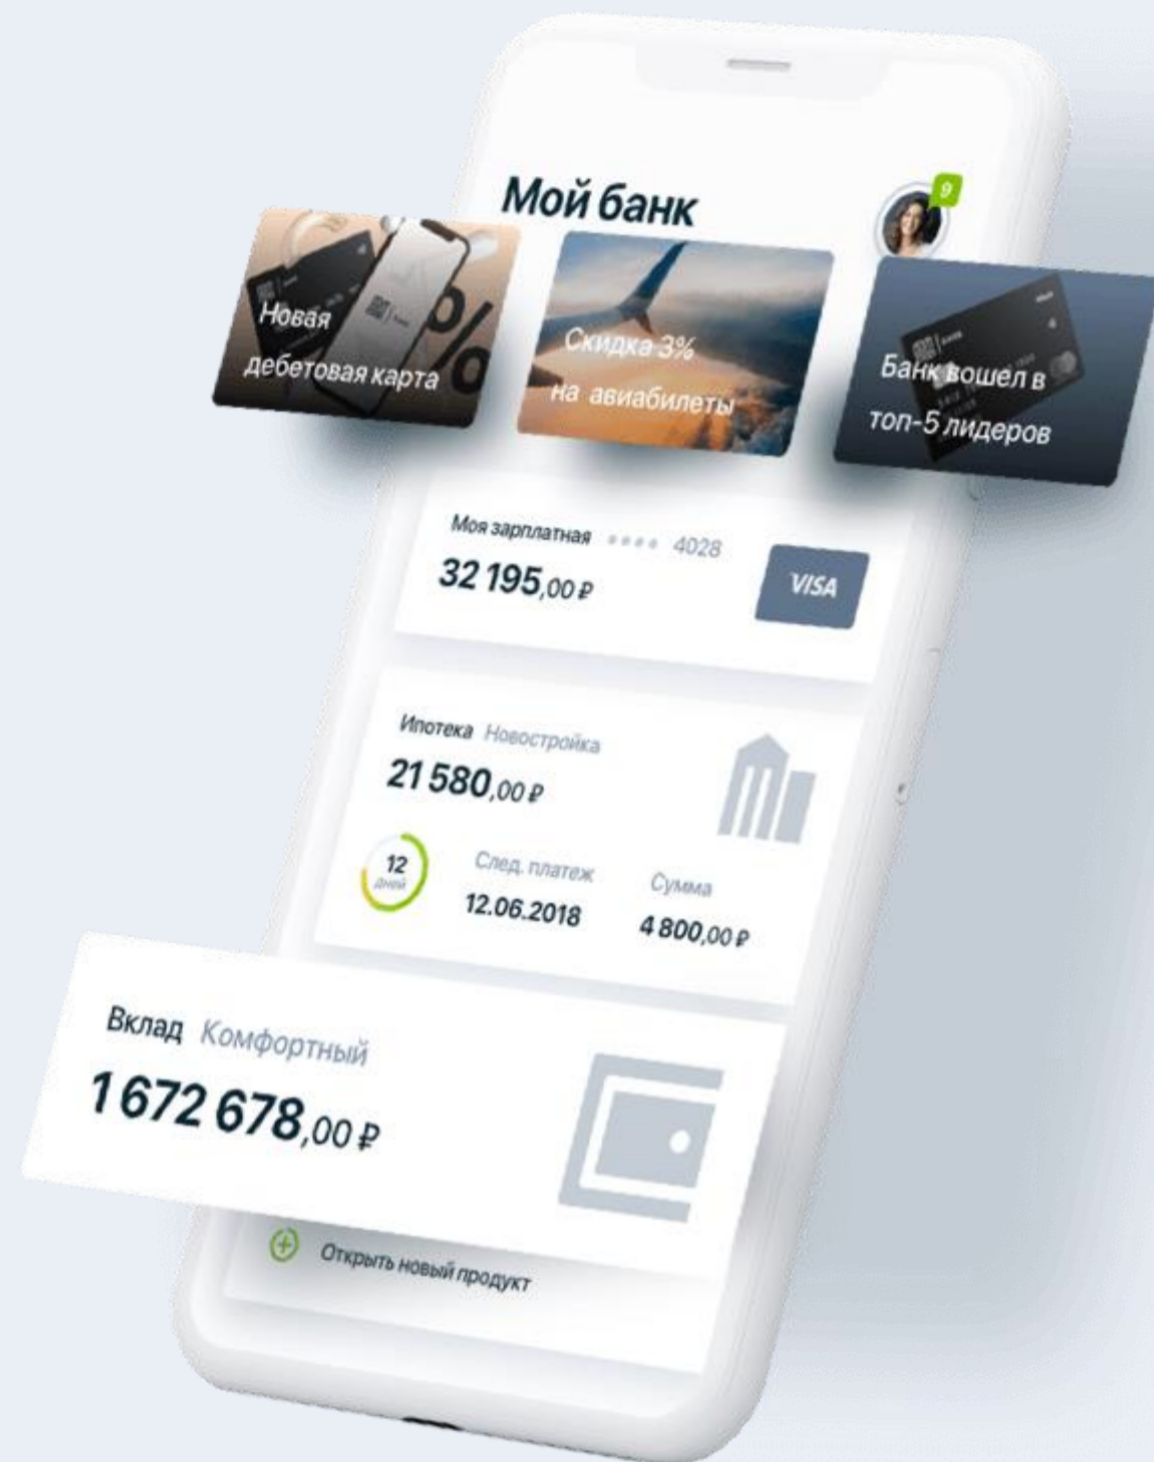 Мой банк
9
Новая
дебетовая карта
%
Скидка 3%
на авиабилеты
Банк вошел в
топ-5 лидеров
Моя зарплатная •••• 4028
32 195,00 ₽
VISA
Ипотека Новостройка
21 580,00 ₽
12
дней
След. платеж
12.06.2018
Сумма
4 800,00 ₽
Вклад Комфортный
1 672 678,00 ₽
Открыть новый продукт